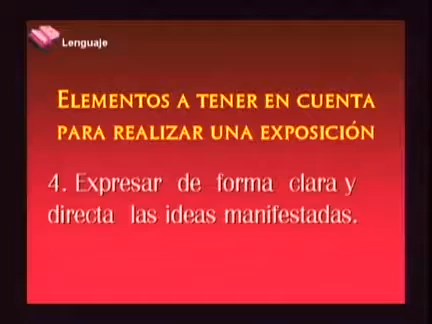 Lenguaje
ELEMENTOS A TENER EN CUENTA
PARA REALIZAR UNA EXPOSICIÓN
4. Expresar de forma clara y
directa las ideas manifestadas.